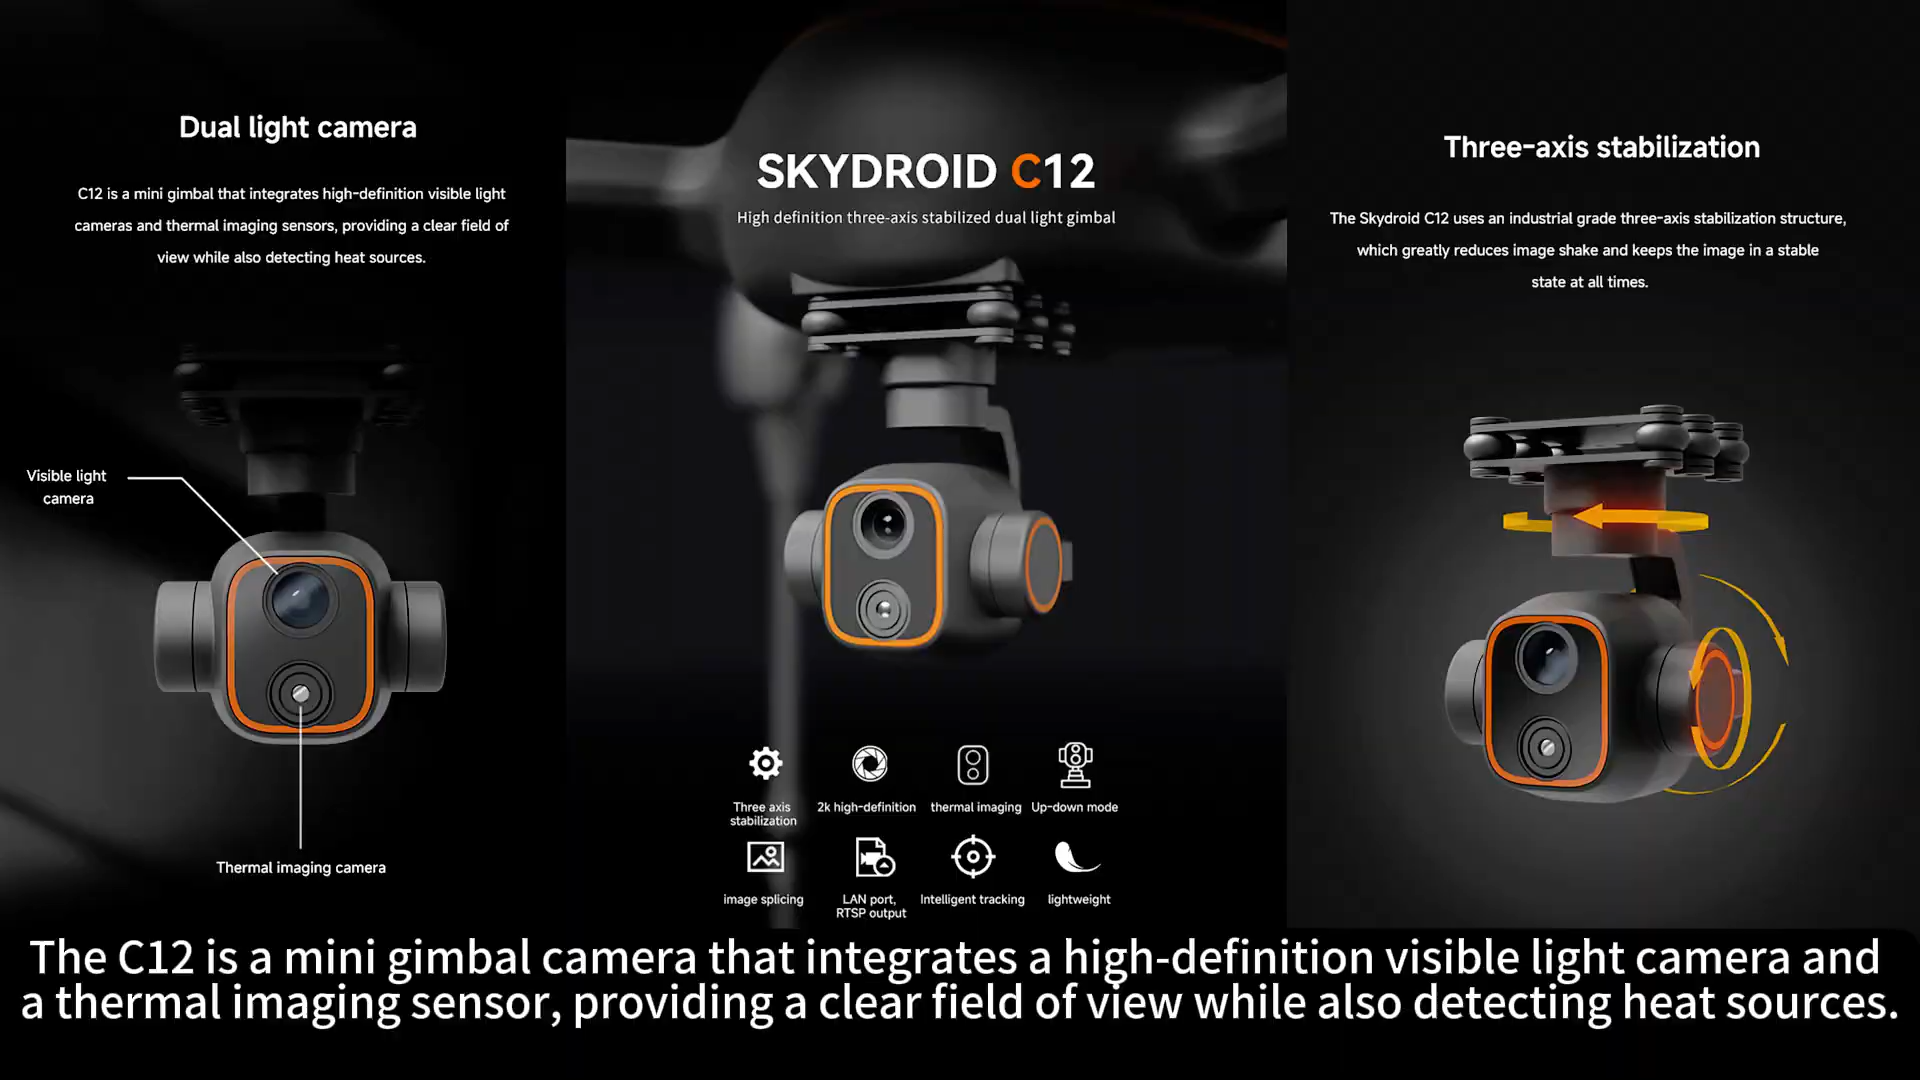 Dual light camera
C12 is a mini gimbal that integrates high-definition visible light
cameras and thermal imaging sensors, providing a clear field of
view while also detecting heat sources.
Visible light
camera
Thermal imaging camera
SKYDROID C12
High definition three-axis stabilized dual light gimbal
Three axis
stabilization
2k high-definition
thermal imaging
Up-down mode
image splicing
LAN port,
RTSP output
Intelligent tracking
lightweight
Three-axis stabilization
The Skydroid C12 uses an industrial grade three-axis stabilization structure,
which greatly reduces image shake and keeps the image in a stable
state at all times.
The C12 is a mini gimbal camera that integrates a high-definition visible light camera and
a thermal imaging sensor, providing a clear field of view while also detecting heat sources.